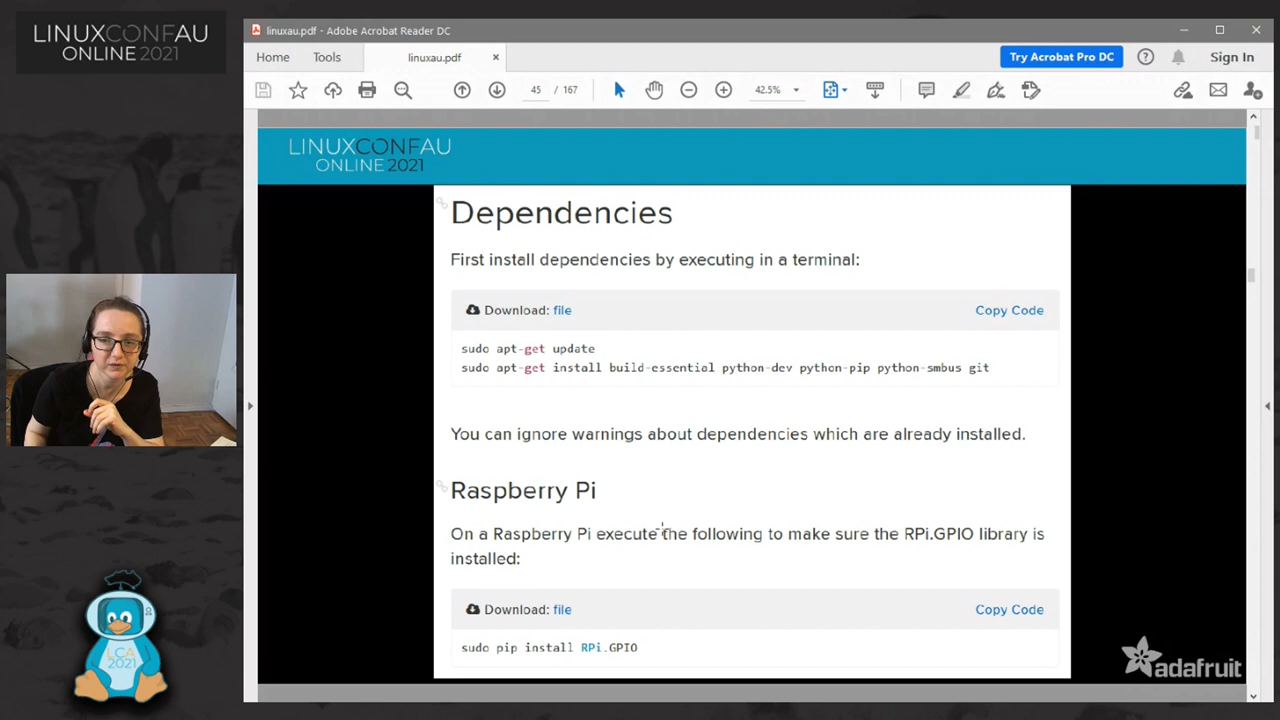 LINUXCONFAU
ONLINE 2021
linuxau.pdf - Adobe Acrobat Reader DC
Home
Tools
linuxau.pdf
×
Try Acrobat Pro DC
Sign In
45 / 167
42.5%
LINUXCONFAU
ONLINE 2021
Dependencies
First install dependencies by executing in a terminal:
Download: file
Copy Code
sudo apt-get update
sudo apt-get install build-essential python-dev python-pip python-smbus git
You can ignore warnings about dependencies which are already installed.
Raspberry Pi
On a Raspberry Pi execute the following to make sure the RPi.GPIO library is
installed:
Download: file
Copy Code
sudo pip install RPi.GPIO
adafruit
LCA
2021